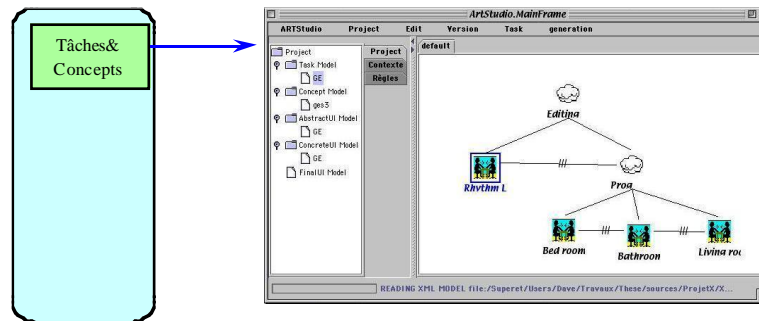 Tâches&
Concepts
ArtStudio.MainFrame
ARTStudio Project Edit Version Task generation
Project
Task Model
GE
Concept Model
ges3
AbstractUI Model
GE
ConcreteUI Model
GE
FinalUI Model
Project
Contexte
Règles
default
Editing
///
Rhythm L
Prog
/// ///
Bed room
Bathroon
Living roo
READING XML MODEL file:/Superet/Users/Dave/Travaux/These/sources/ProjetX/X...